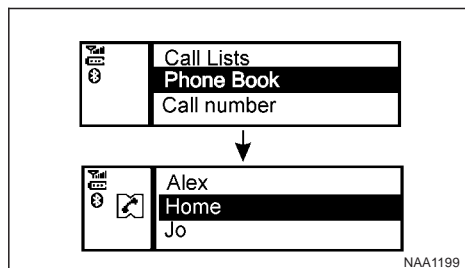 Call Lists
Phone Book
Call number
Alex
Home
Jo
NAA1199